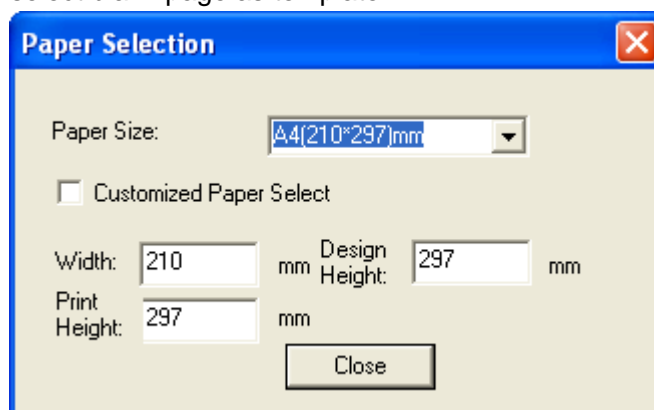 Paper Selection
Paper Size: A4(210*297)mm
Customized Paper Select
Width: 210 mm Design Height: 297 mm
Print Height: 297 mm
Close